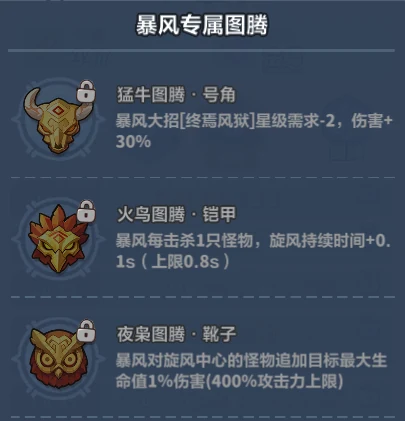 暴风专属图腾
猛牛图腾·号角
暴风大招[终焉风狱]星级需求-2，伤害+
30%
火鸟图腾·铠甲
暴风每击杀1只怪物，旋风持续时间+0.
1s（上限0.8s）
夜枭图腾·靴子
暴风对旋风中心的怪物追加目标最大生
命值1%伤害(400%攻击力上限)